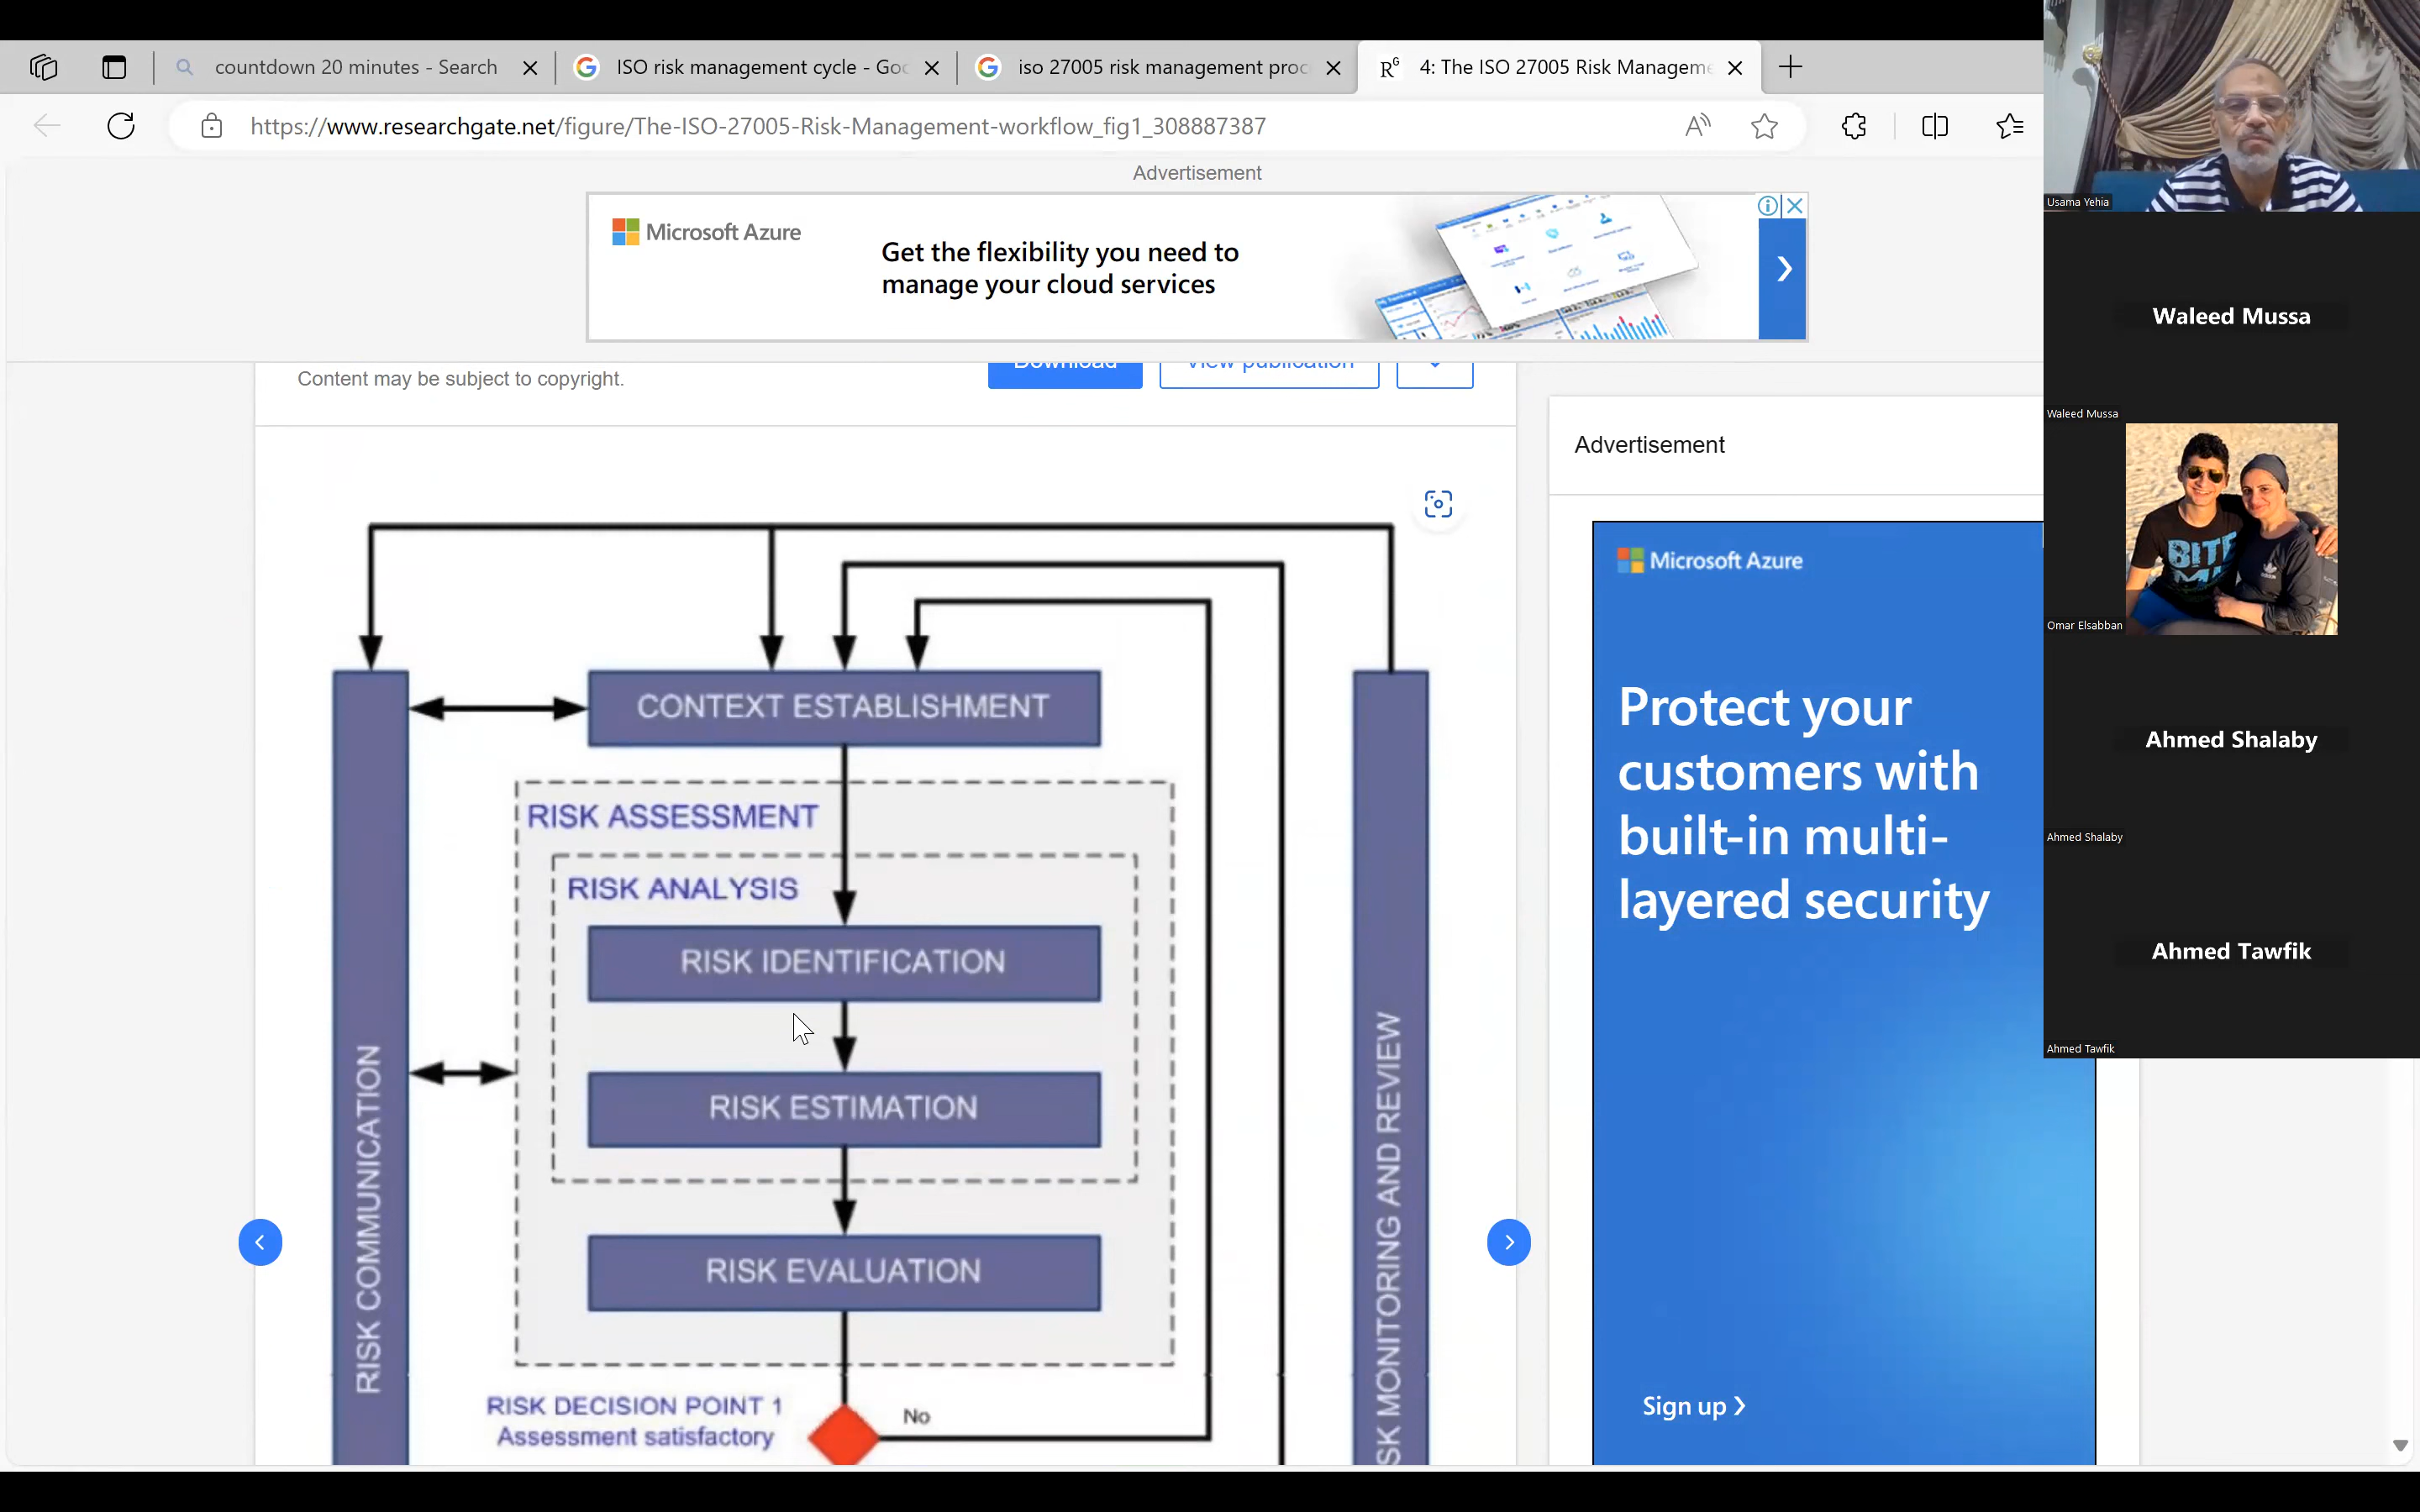 countdown 20 minutes - Search
ISO risk management cycle - Goo
iso 27005 risk management proc
4: The ISO 27005 Risk Manageme
https://www.researchgate.net/figure/The-ISO-27005-Risk-Management-workflow_fig1_308887387
Advertisement
Microsoft Azure
Get the flexibility you need to
manage your cloud services
Content may be subject to copyright.
Download
View publication
CONTEXT ESTABLISHMENT
RISK ASSESSMENT
RISK ANALYSIS
RISK IDENTIFICATION
RISK ESTIMATION
RISK EVALUATION
RISK DECISION POINT 1
Assessment satisfactory
No
RISK COMMUNICATION
SK MONITORING AND REVIEW
Advertisement
Microsoft Azure
Protect your
customers with
built-in multi-
layered security
Sign up
Usama Yehia
Waleed Mussa
Waleed Mussa
BITE
Omar Elsabban
Ahmed Shalaby
Ahmed Shalaby
Ahmed Tawfik
Ahmed Tawfik